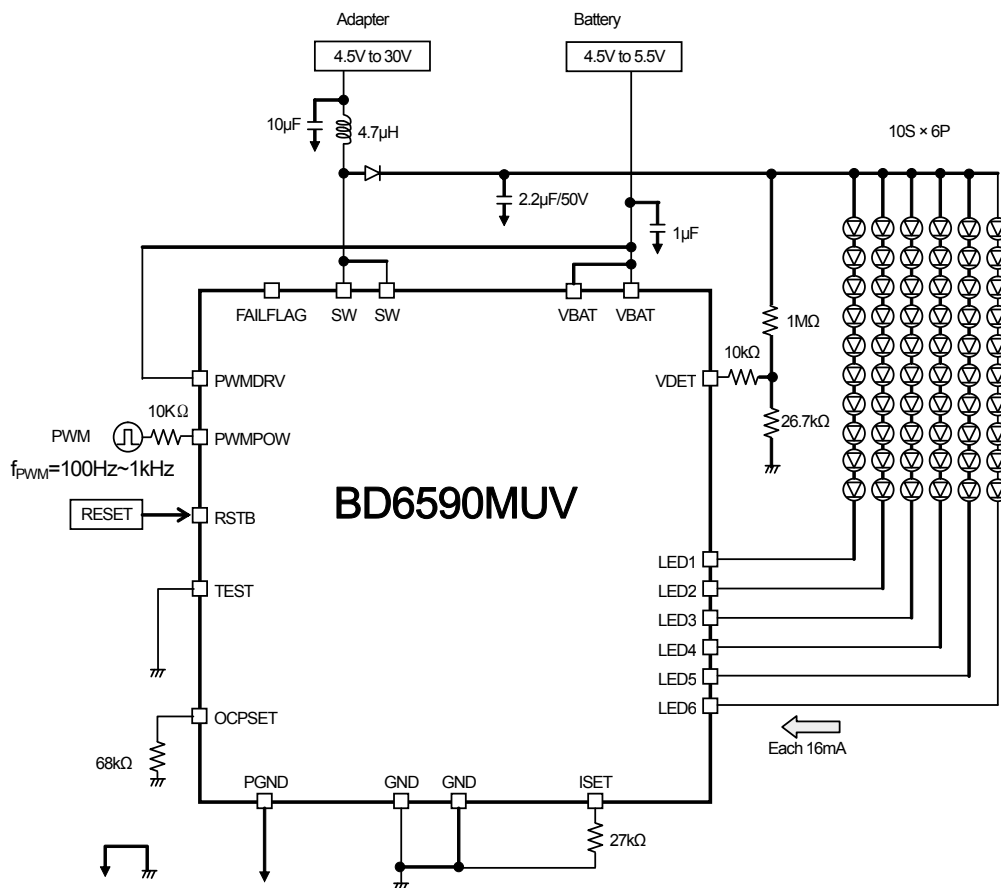 Adapter
Battery
4.5V to 30V
4.5V to 5.5V
10µF
4.7µH
10S × 6P
2.2µF/50V
1µF
FAILFLAG
SW
SW
VBAT
VBAT
1MΩ
10kΩ
PWMDRV
VDET
10KΩ
26.7kΩ
PWM
PWMPOW
fPWM=100Hz~1kHz
BD6590MUV
RESET
RSTB
LED1
TEST
LED2
LED3
LED4
LED5
LED6
OCPSET
Each 16mA
68kΩ
PGND
GND
GND
ISET
27kΩ